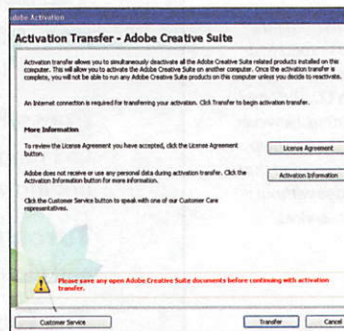 Adobe Activation
Activation Transfer - Adobe Creative Suite
Activation transfer allows you to simultaneously deactivate all the Adobe Creative Suite related products installed on this
computer. This will allow you to activate the Adobe Creative Suite on another computer. Once the activation transfer is
complete, you will not be able to run any Adobe Creative Suite products on this computer unless you decide to reactivate.
An Internet connection is required for transferring your activation. Click Transfer to begin activation transfer.
More Information
To review the License Agreement you have accepted, click the License Agreement
button.
License Agreement
Adobe does not receive or use any personal data during activation transfer. Click the
Activation Information button for more information.
Activation Information
Click the Customer Service button to speak with one of our Customer Care
representatives.
Please save any open Adobe Creative Suite documents before continuing with activation
transfer.
Customer Service
Transfer
Cancel